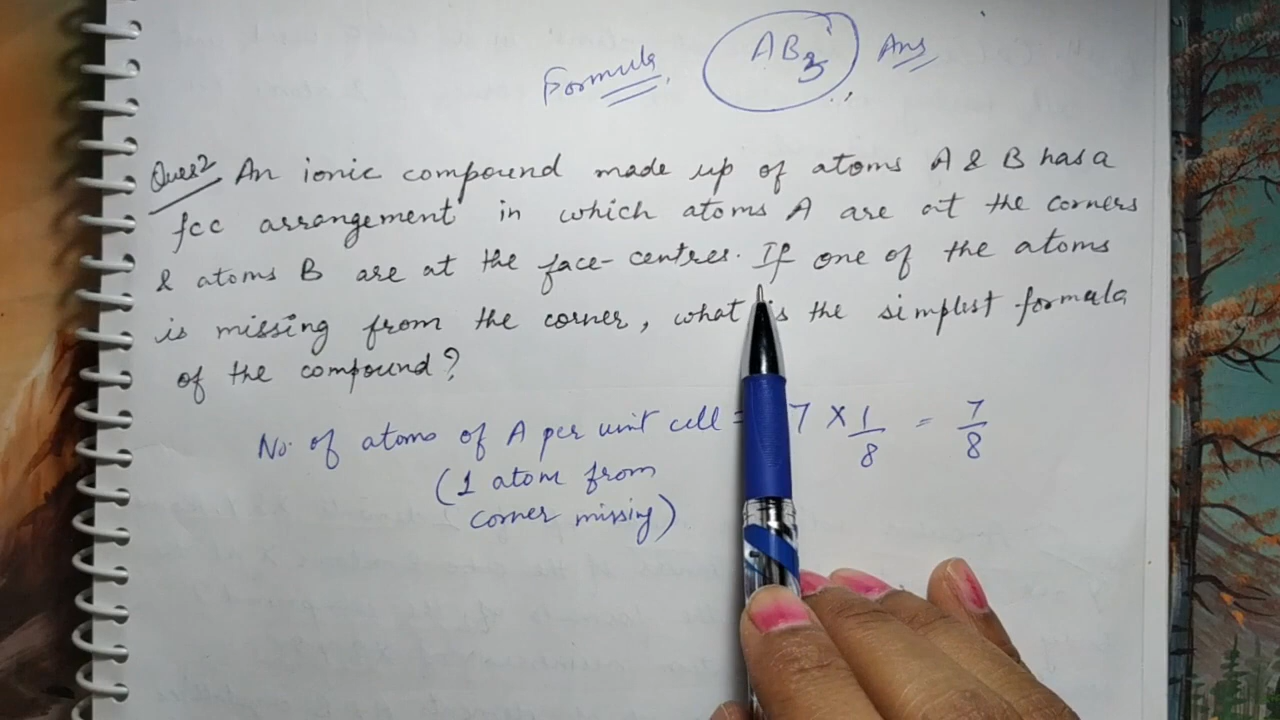 Formula, AB3 Ans
Ques2 An ionic compound made up of atoms A & B has a
fcc arrangement in which atoms A are at the corners
& atoms B are at the face-centres. If one of the atoms
is missing from the corner, what is the simplest formula
of the compound?
No. of atoms of A per unit cell = 7 × 1/8 = 7/8
(1 atom from
corner missing)